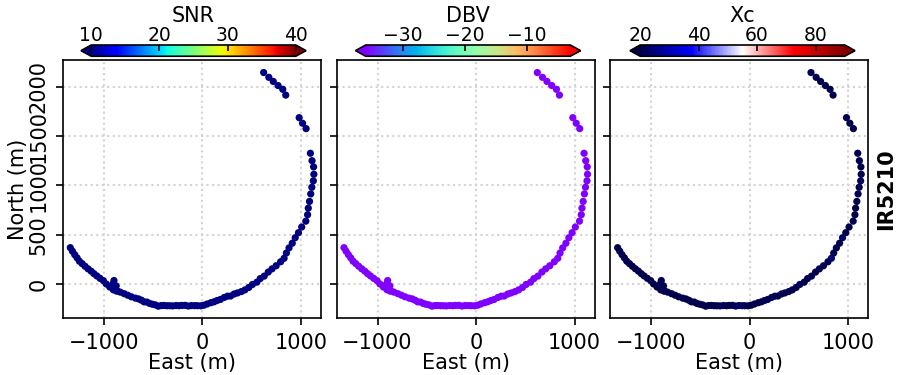 SNR DBV Xc
10 20 30 40 −30 −20 −10 20 40 60 80
North (m)
2000
1500
1000
500
0
IR5210
−1000 0 1000 −1000 0 1000 −1000 0 1000
East (m) East (m) East (m)